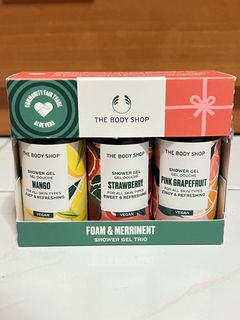 COMMUNITY FAIR TRADE
ALOE VERA
THE BODY SHOP
THE BODY SHOP
SHOWER GEL
GEL DOUCHE
MANGO
FOR ALL SKIN TYPES
JUICY & REFRESHING
VEGAN
THE BODY SHOP
SHOWER GEL
GEL DOUCHE
STRAWBERRY
FOR ALL SKIN TYPES
SWEET & REFRESHING
VEGAN
THE BODY SHOP
SHOWER GEL
GEL DOUCHE
PINK GRAPEFRUIT
FOR ALL SKIN TYPES
ZINGY & REFRESHING
VEGAN
FOAM & MERRIMENT
SHOWER GEL TRIO